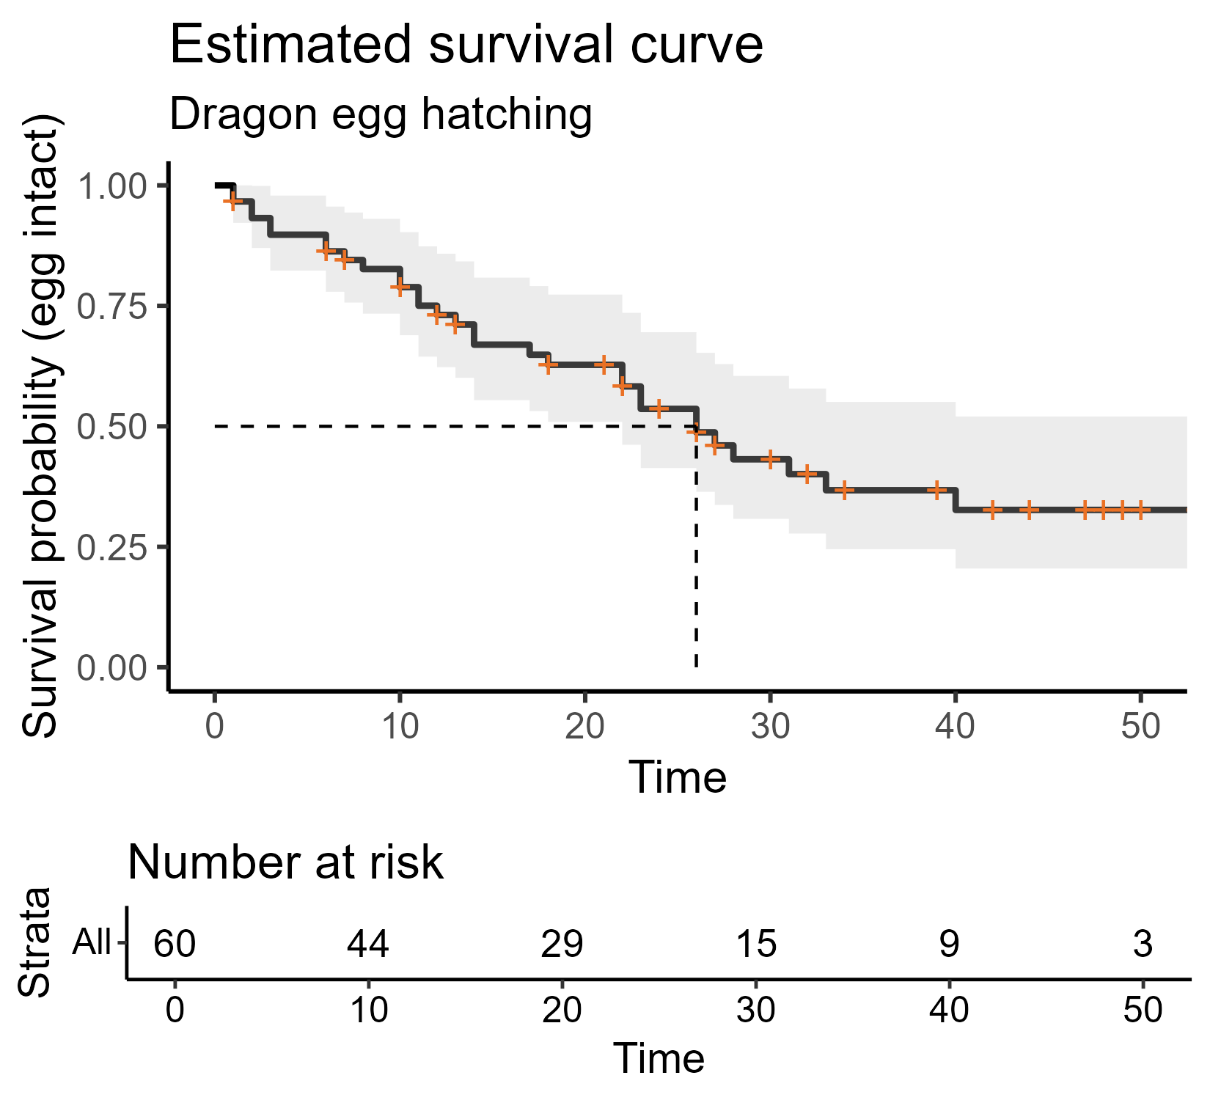 Estimated survival curve
Dragon egg hatching
Survival probability (egg intact)
1.00
0.75
0.50
0.25
0.00
0 10 20 30 40 50
Time
Number at risk
Strata
All 60 44 29 15 9 3
0 10 20 30 40 50
Time